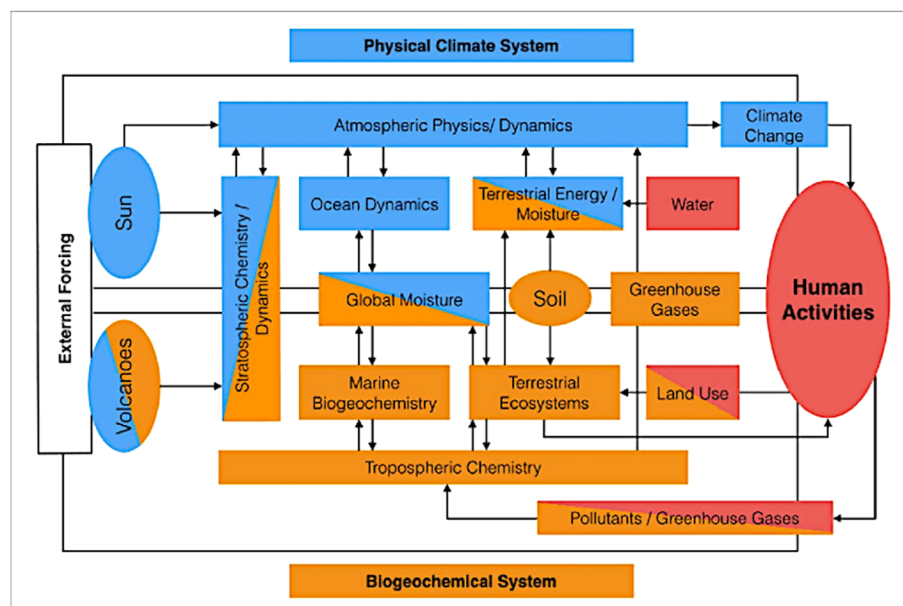 Physical Climate System
Atmospheric Physics/ Dynamics
Climate
Change
External Forcing
Sun
Stratospheric Chemistry /
Dynamics
Ocean Dynamics
Terrestrial Energy /
Moisture
Water
Human
Activities
Global Moisture
Soil
Greenhouse
Gases
Volcanoes
Marine
Biogeochemistry
Terrestrial
Ecosystems
Land Use
Tropospheric Chemistry
Pollutants / Greenhouse Gases
Biogeochemical System